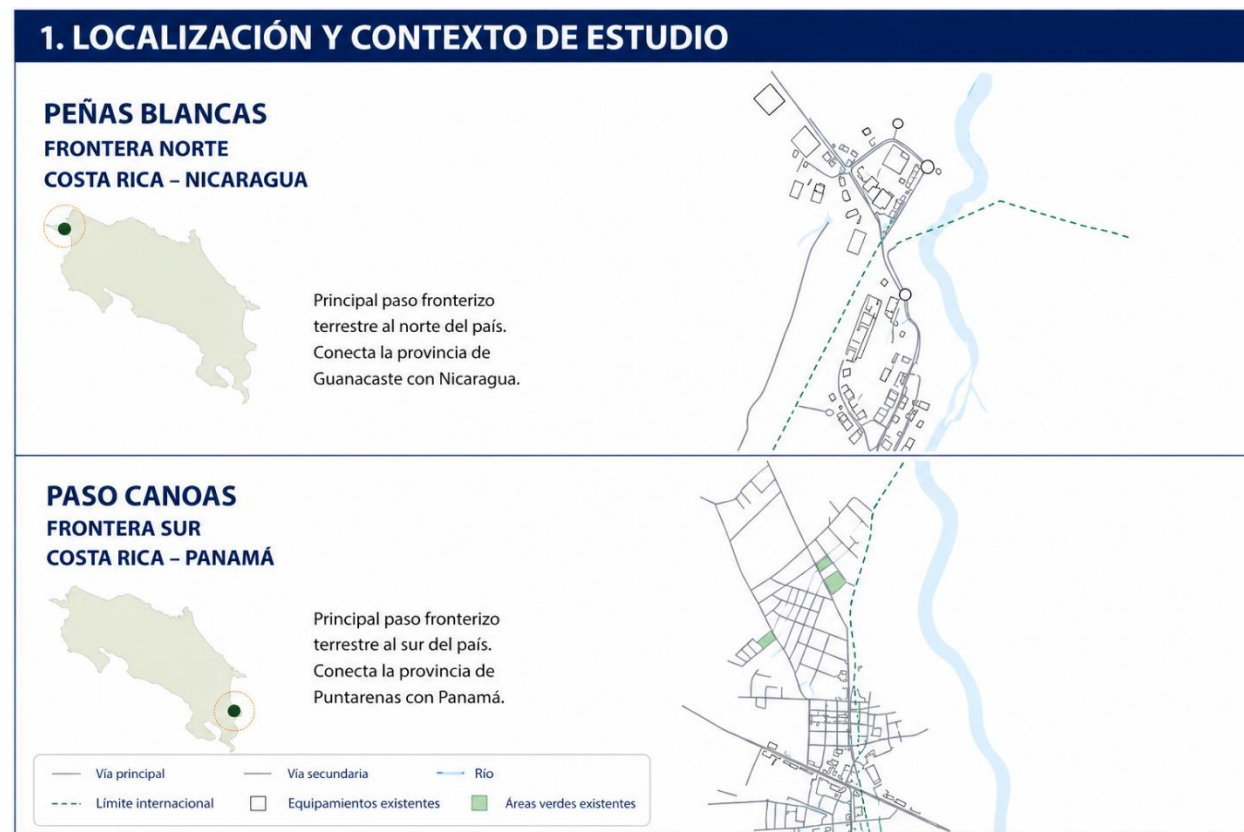 1. LOCALIZACIÓN Y CONTEXTO DE ESTUDIO
PEÑAS BLANCAS
FRONTERA NORTE
COSTA RICA – NICARAGUA
Principal paso fronterizo
terrestre al norte del país.
Conecta la provincia de
Guanacaste con Nicaragua.
PASO CANOAS
FRONTERA SUR
COSTA RICA – PANAMÁ
Principal paso fronterizo
terrestre al sur del país.
Conecta la provincia de
Puntarenas con Panamá.
Vía principal
Vía secundaria
Río
Límite internacional
Equipamientos existentes
Áreas verdes existentes